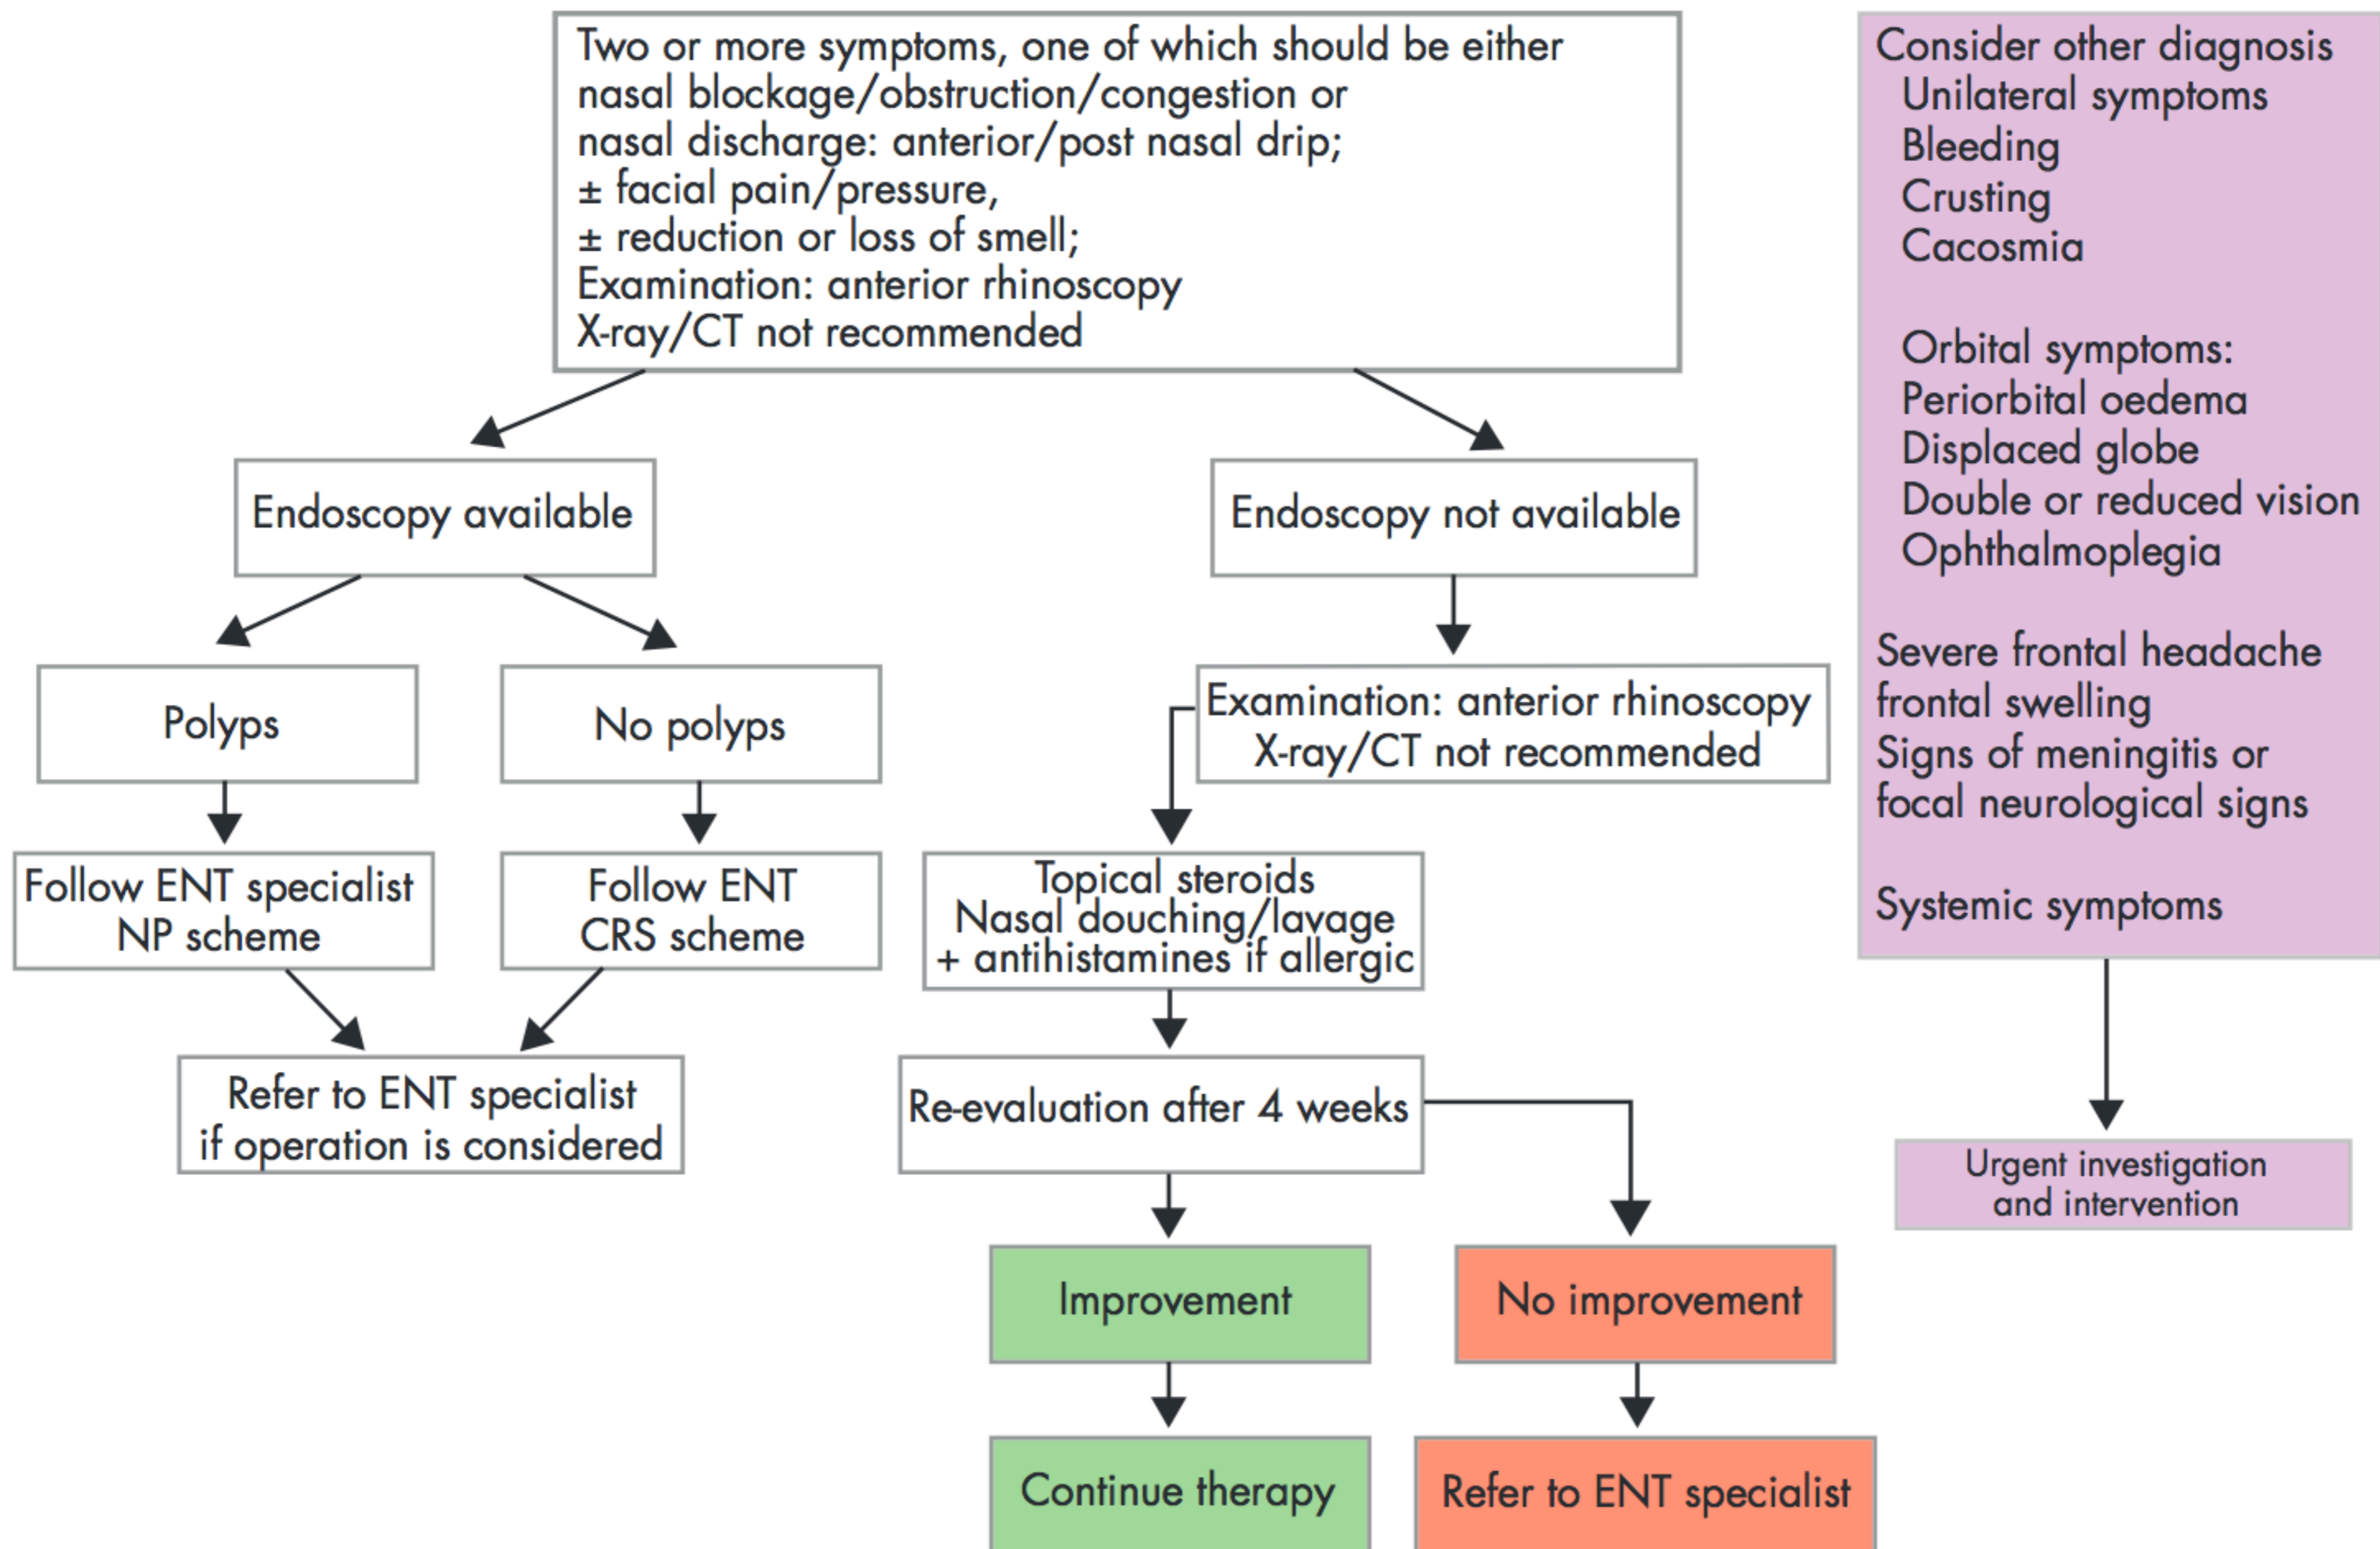 Two or more symptoms, one of which should be either
nasal blockage/obstruction/congestion or
nasal discharge: anterior/post nasal drip;
± facial pain/pressure,
± reduction or loss of smell;
Examination: anterior rhinoscopy
X-ray/CT not recommended
Endoscopy available
Endoscopy not available
Polyps
No polyps
Examination: anterior rhinoscopy
X-ray/CT not recommended
Follow ENT specialist
NP scheme
Follow ENT
CRS scheme
Topical steroids
Nasal douching/lavage
+ antihistamines if allergic
Refer to ENT specialist
if operation is considered
Re-evaluation after 4 weeks
Improvement
No improvement
Continue therapy
Refer to ENT specialist
Consider other diagnosis
Unilateral symptoms
Bleeding
Crusting
Cacosmia
Orbital symptoms:
Periorbital oedema
Displaced globe
Double or reduced vision
Ophthalmoplegia
Severe frontal headache
frontal swelling
Signs of meningitis or
focal neurological signs
Systemic symptoms
Urgent investigation
and intervention